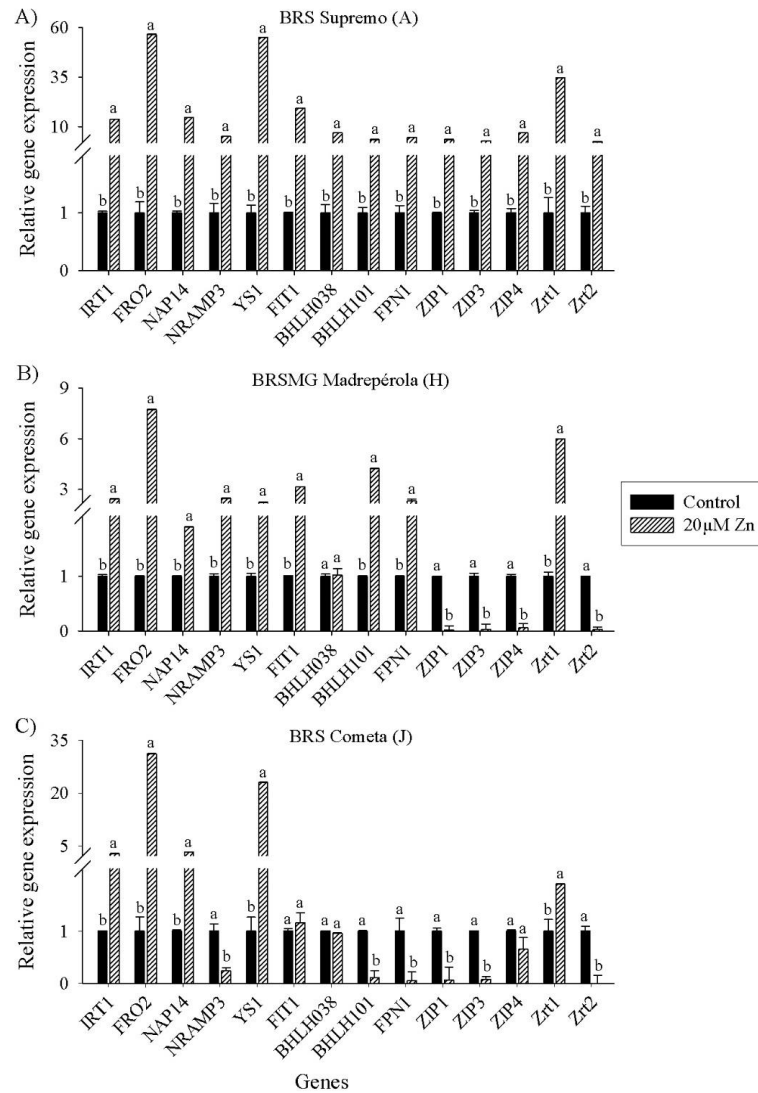 A)
BRS Supremo (A)
Relative gene expression
60
35
10
1
0
a a a a a a a a a a a a a a
b b b b b b b b b b b b b b
IRT1 FRO2 NAP14 NRAMP3 YS1 FIT1 BHLH038 BHLH101 FPN1 ZIP1 ZIP3 ZIP4 Zrt1 Zrt2
B)
BRSMG Madrepérola (H)
Relative gene expression
9
6
3
1
0
b a b a b a b a b a b a a a b a b a a b a b a b b a a b
IRT1 FRO2 NAP14 NRAMP3 YS1 FIT1 BHLH038 BHLH101 FPN1 ZIP1 ZIP3 ZIP4 Zrt1 Zrt2
Control
20µM Zn
C)
BRS Cometa (J)
Relative gene expression
35
20
5
1
0
b a b a b a a b b a a a a a a b a b a b a b a a b a a b
IRT1 FRO2 NAP14 NRAMP3 YS1 FIT1 BHLH038 BHLH101 FPN1 ZIP1 ZIP3 ZIP4 Zrt1 Zrt2
Genes